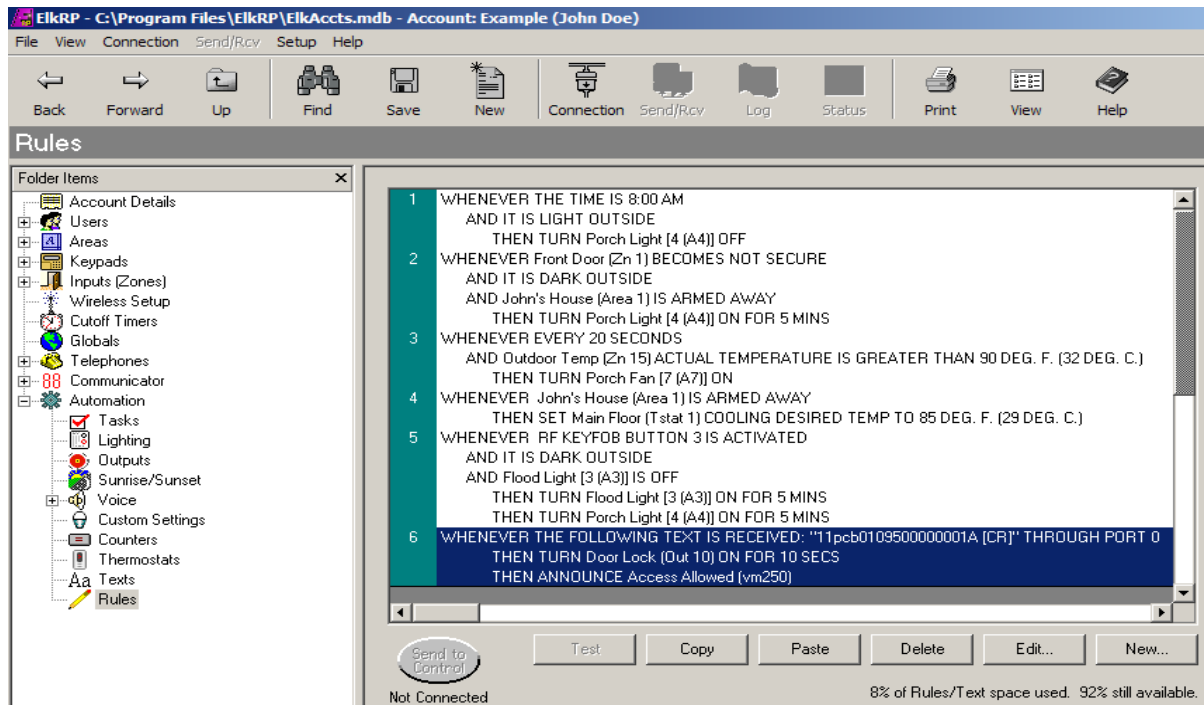 ElkRP - C:\Program Files\ElkRP\ElkAccts.mdb - Account: Example (John Doe)
File View Connection Send/Rcv Setup Help
Back Forward Up Find Save New Connection Send/Rcv Log Status Print View Help
Rules
Folder Items
Account Details
Users
Areas
Keypads
Inputs (Zones)
Wireless Setup
Cutoff Timers
Globals
Telephones
88 Communicator
Automation
Tasks
Lighting
Outputs
Sunrise/Sunset
Voice
Custom Settings
Counters
Thermostats
Aa Texts
Rules
1 WHENEVER THE TIME IS 8:00 AM
AND IT IS LIGHT OUTSIDE
THEN TURN Porch Light [4 (A4)] OFF
2 WHENEVER Front Door (Zn 1) BECOMES NOT SECURE
AND IT IS DARK OUTSIDE
AND John's House (Area 1) IS ARMED AWAY
THEN TURN Porch Light [4 (A4)] ON FOR 5 MINS
3 WHENEVER EVERY 20 SECONDS
AND Outdoor Temp (Zn 15) ACTUAL TEMPERATURE IS GREATER THAN 90 DEG. F. (32 DEG. C.)
THEN TURN Porch Fan [7 (A7)] ON
4 WHENEVER John's House (Area 1) IS ARMED AWAY
THEN SET Main Floor (Tstat 1) COOLING DESIRED TEMP TO 85 DEG. F. (29 DEG. C.)
5 WHENEVER RF KEYFOB BUTTON 3 IS ACTIVATED
AND IT IS DARK OUTSIDE
AND Flood Light [3 (A3)] IS OFF
THEN TURN Flood Light [3 (A3)] ON FOR 5 MINS
THEN TURN Porch Light [4 (A4)] ON FOR 5 MINS
6 WHENEVER THE FOLLOWING TEXT IS RECEIVED: "11pcb0109500000001A [CR]" THROUGH PORT 0
THEN TURN Door Lock (Out 10) ON FOR 10 SECS
THEN ANNOUNCE Access Allowed (vm250)
Send to Control
Test Copy Paste Delete Edit... New...
Not Connected
8% of Rules/Text space used. 92% still available.